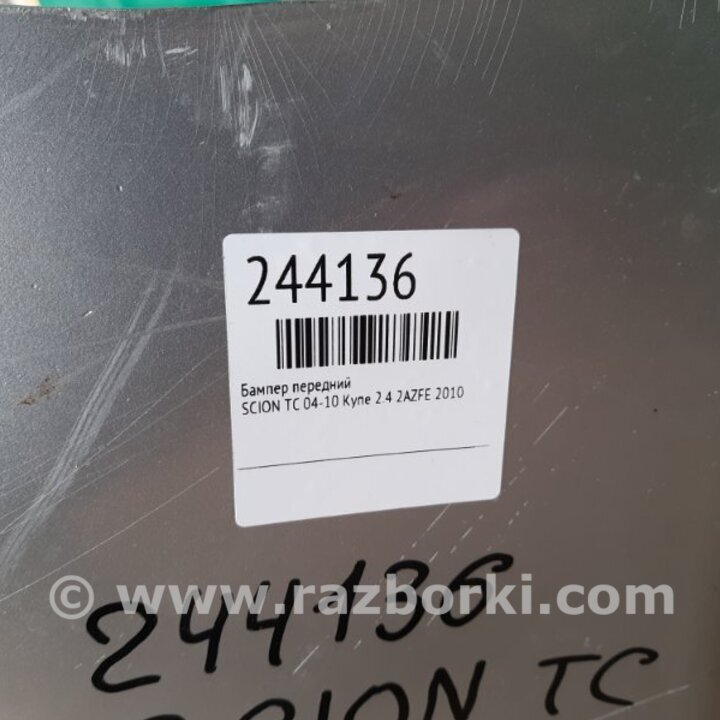 244136
Бампер передний
SCION TC 04-10 Купе 2.4 2AZFE 2010
© www.razborki.com
244136
SCION TC